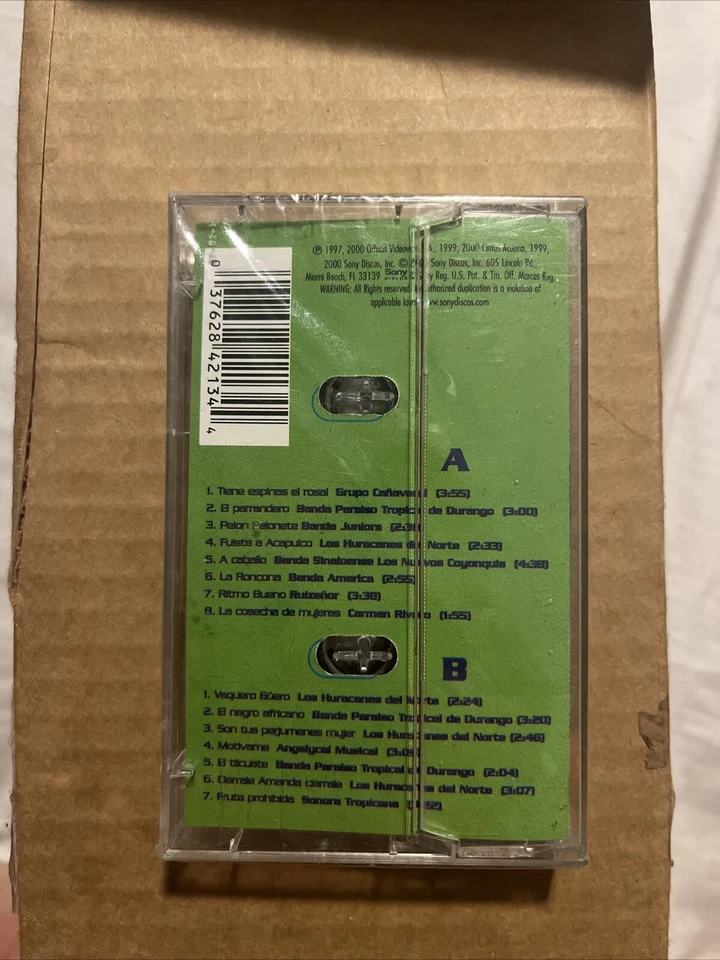 ℗ 1997, 2000 Orfeon Videovox S.A., 1999, 2000 Cintas Acuario, 1999,
2000 Sony Discos, Inc. © 2000 Sony Discos, Inc. 605 Lincoln Rd.,
Miami Beach, FL 33139 Sony Reg. U.S. Pat. & Tm. Off. Marcas Reg.
WARNING: All Rights reserved. Unauthorized duplication is a violation of
applicable laws. www.sonydiscos.com
0 37628 42134 4
A
1. Tiene espinas el rosal Grupo Cañaveral (3:55)
2. El parrandero Banda Paraiso Tropical de Durango (3:00)
3. Pelon Pelonete Banda Juniors
4. Fuiste a Acapulco Los Huracanes del Norte (2:33)
5. A caballo Banda Sinaloense Los Nuevos Coyonquis (4:38)
6. La Roncona Banda America (2:55)
7. Ritmo Bueno Ruizeñor (3:38)
8. La cosecha de mujeres Carmen Rivero (1:55)
B
1. Vaquero Güero Los Huracanes del Norte (2:24)
2. El negro africano Banda Paraiso Tropical de Durango (3:20)
3. Son tus perjumenes mujer Los Huracanes del Norte (2:46)
4. Motivame Angelycal Musical
5. El tilcuate Banda Paraiso Tropical de Durango (2:04)
6. Cierrale Amanda cierrale Los Huracanes del Norte (3:07)
7. Fruta prohibida Sonora Tropicana